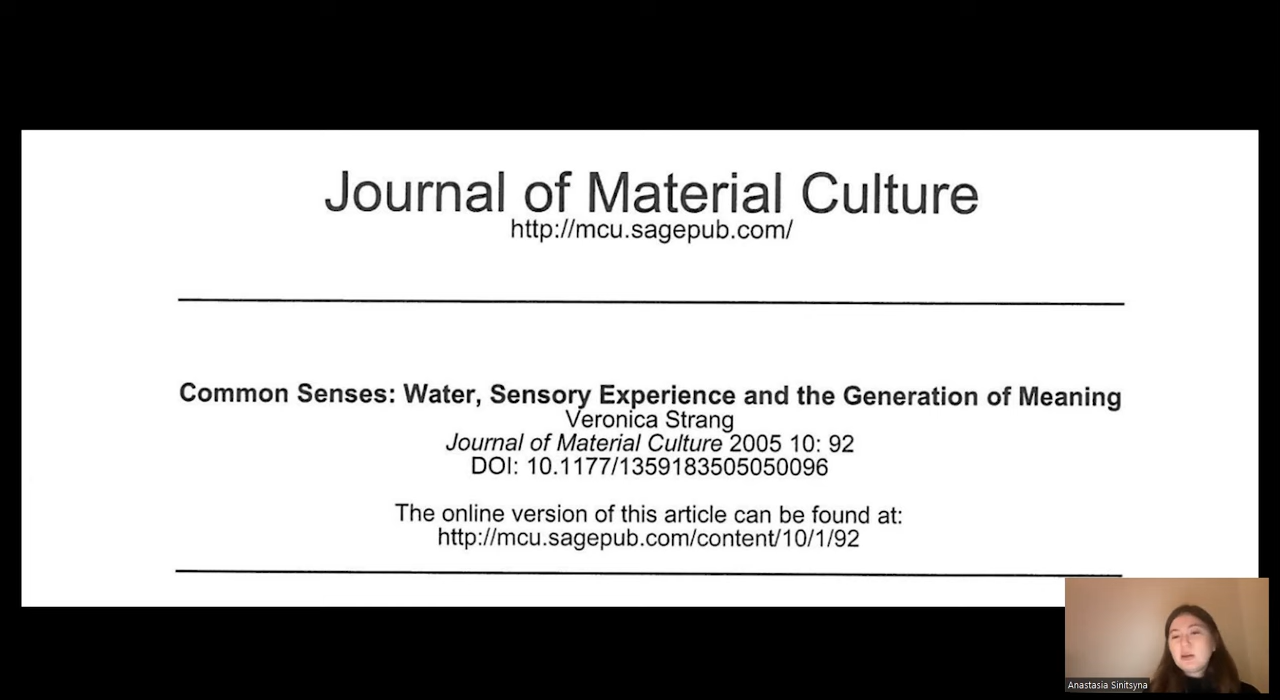 Journal of Material Culture
http://mcu.sagepub.com/
Common Senses: Water, Sensory Experience and the Generation of Meaning
Veronica Strang
Journal of Material Culture 2005 10: 92
DOI: 10.1177/1359183505050096
The online version of this article can be found at:
http://mcu.sagepub.com/content/10/1/92
Anastasia Sinitsyna